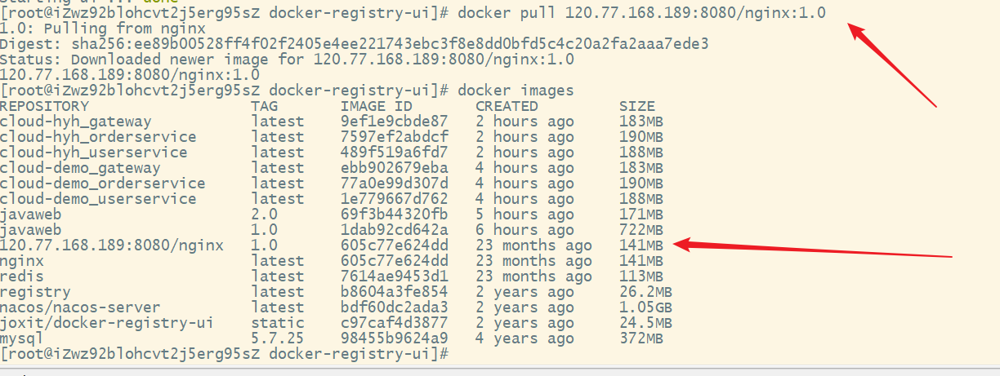 Starting ui ... done
[root@iZwz92blohcvt2j5erg95sZ docker-registry-ui]# docker pull 120.77.168.189:8080/nginx:1.0
1.0: Pulling from nginx
Digest: sha256:ee89b00528ff4f02f2405e4ee221743ebc3f8e8dd0bfd5c4c20a2fa2aaa7ede3
Status: Downloaded newer image for 120.77.168.189:8080/nginx:1.0
120.77.168.189:8080/nginx:1.0
[root@iZwz92blohcvt2j5erg95sZ docker-registry-ui]# docker images
REPOSITORY TAG IMAGE ID CREATED SIZE
cloud-hyh_gateway latest 9ef1e9cbde87 2 hours ago 183MB
cloud-hyh_orderservice latest 7597ef2abdcf 2 hours ago 190MB
cloud-hyh_userservice latest 489f519a6fd7 2 hours ago 188MB
cloud-demo_gateway latest ebb902679eba 4 hours ago 183MB
cloud-demo_orderservice latest 77a0e99d307d 4 hours ago 190MB
cloud-demo_userservice latest 1e779667d762 4 hours ago 188MB
javaweb 2.0 69f3b44320fb 5 hours ago 171MB
javaweb 1.0 1dab92cd642a 6 hours ago 722MB
120.77.168.189:8080/nginx 1.0 605c77e624dd 23 months ago 141MB
nginx latest 605c77e624dd 23 months ago 141MB
redis latest 7614ae9453d1 23 months ago 113MB
registry latest b8604a3fe854 2 years ago 26.2MB
nacos/nacos-server latest bdf60dc2ada3 2 years ago 1.05GB
joxit/docker-registry-ui static c97caf4d3877 2 years ago 24.5MB
mysql 5.7.25 98455b9624a9 4 years ago 372MB
[root@iZwz92blohcvt2j5erg95sZ docker-registry-ui]#